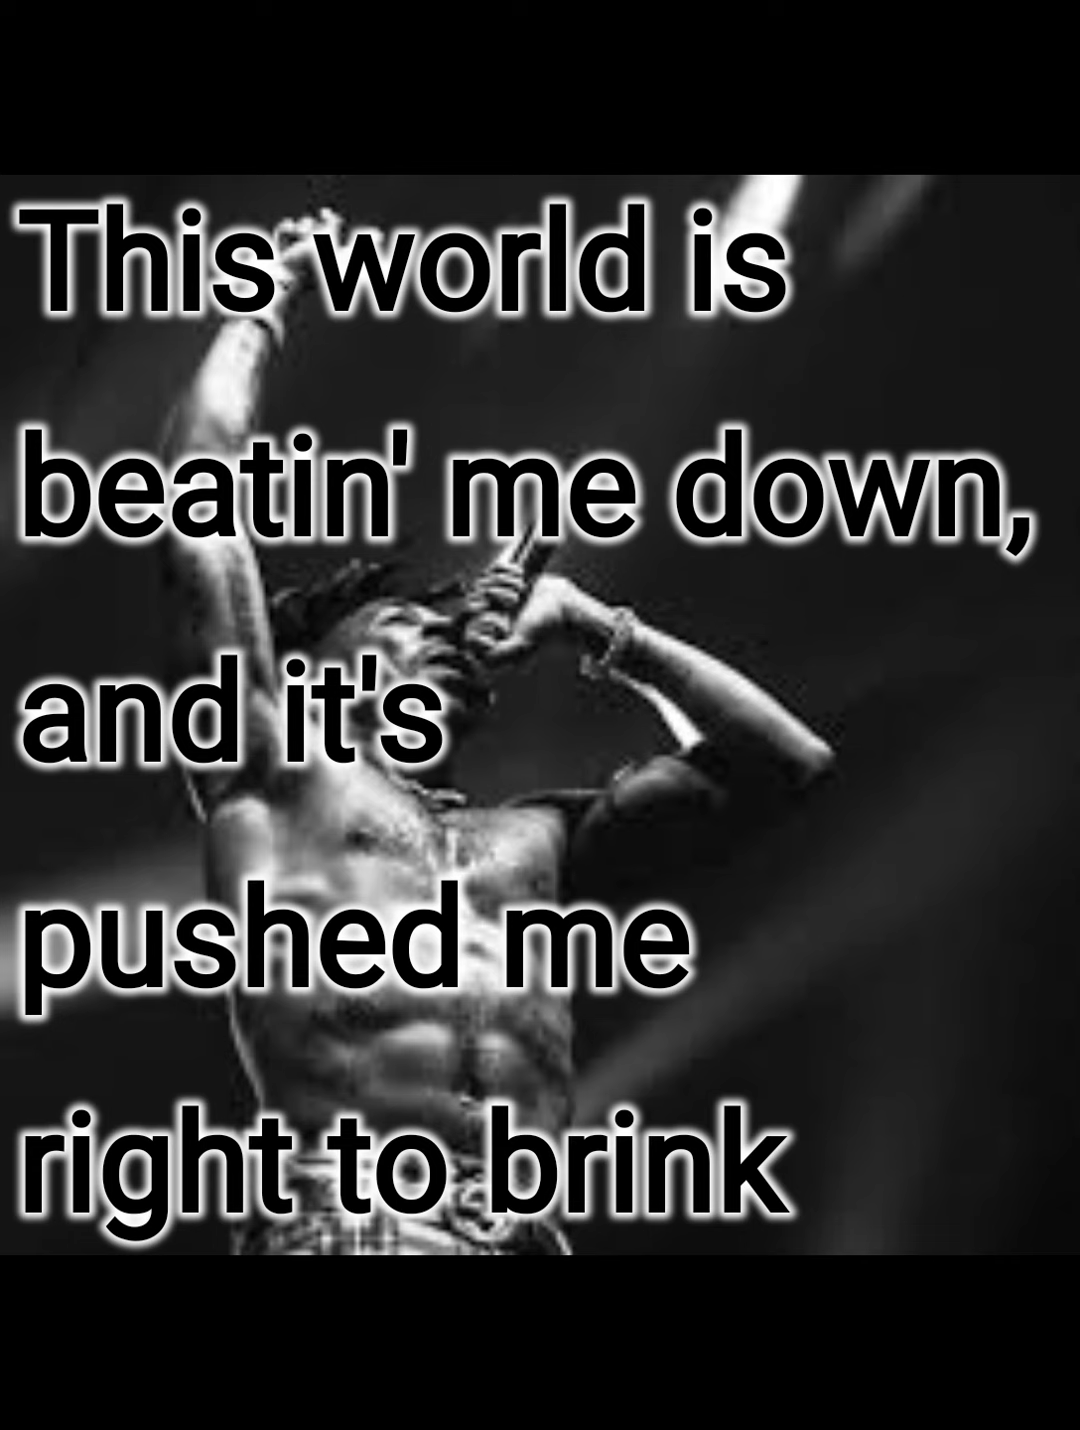 This world is
beatin' me down,
and it's
pushed me
right to brink